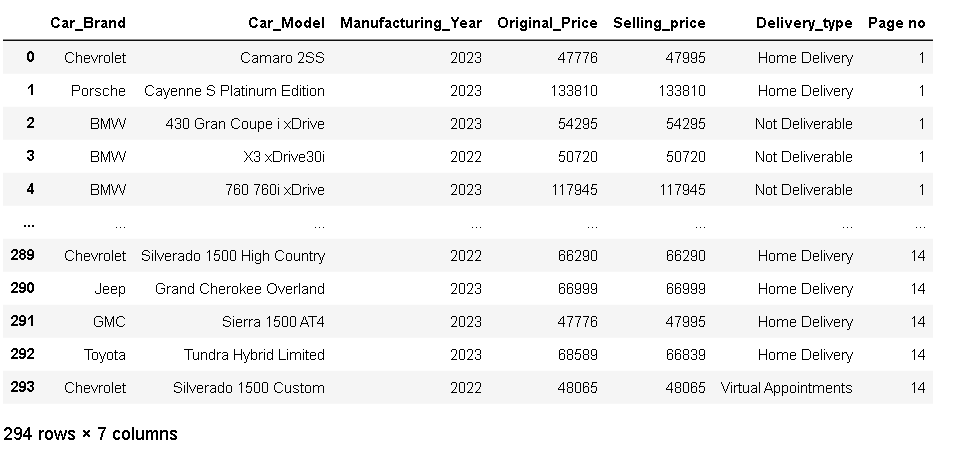 Car_Brand Car_Model Manufacturing_Year Original_Price Selling_price Delivery_type Page no
0 Chevrolet Camaro 2SS 2023 47776 47995 Home Delivery 1
1 Porsche Cayenne S Platinum Edition 2023 133810 133810 Home Delivery 1
2 BMW 430 Gran Coupe i xDrive 2023 54295 54295 Not Deliverable 1
3 BMW X3 xDrive30i 2022 50720 50720 Not Deliverable 1
4 BMW 760 760i xDrive 2023 117945 117945 Not Deliverable 1
... ... ... ... ... ... ... ...
289 Chevrolet Silverado 1500 High Country 2022 66290 66290 Home Delivery 14
290 Jeep Grand Cherokee Overland 2023 66999 66999 Home Delivery 14
291 GMC Sierra 1500 AT4 2023 47776 47995 Home Delivery 14
292 Toyota Tundra Hybrid Limited 2023 68589 66839 Home Delivery 14
293 Chevrolet Silverado 1500 Custom 2022 48065 48065 Virtual Appointments 14
294 rows × 7 columns